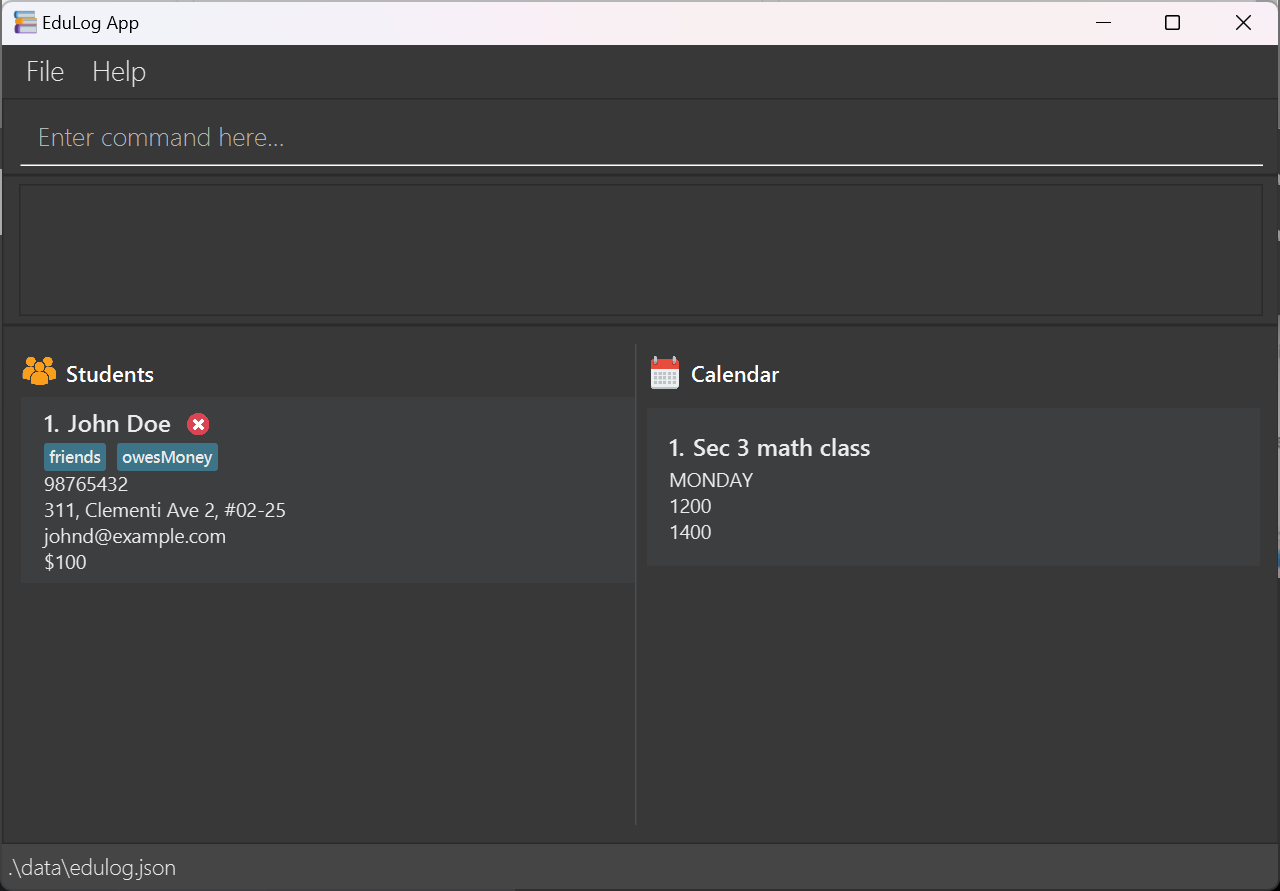 EduLog App
File Help
Enter command here...
Students
1. John Doe
friends owesMoney
98765432
311, Clementi Ave 2, #02-25
johnd@example.com
$100
Calendar
1. Sec 3 math class
MONDAY
1200
1400
.\data\edulog.json